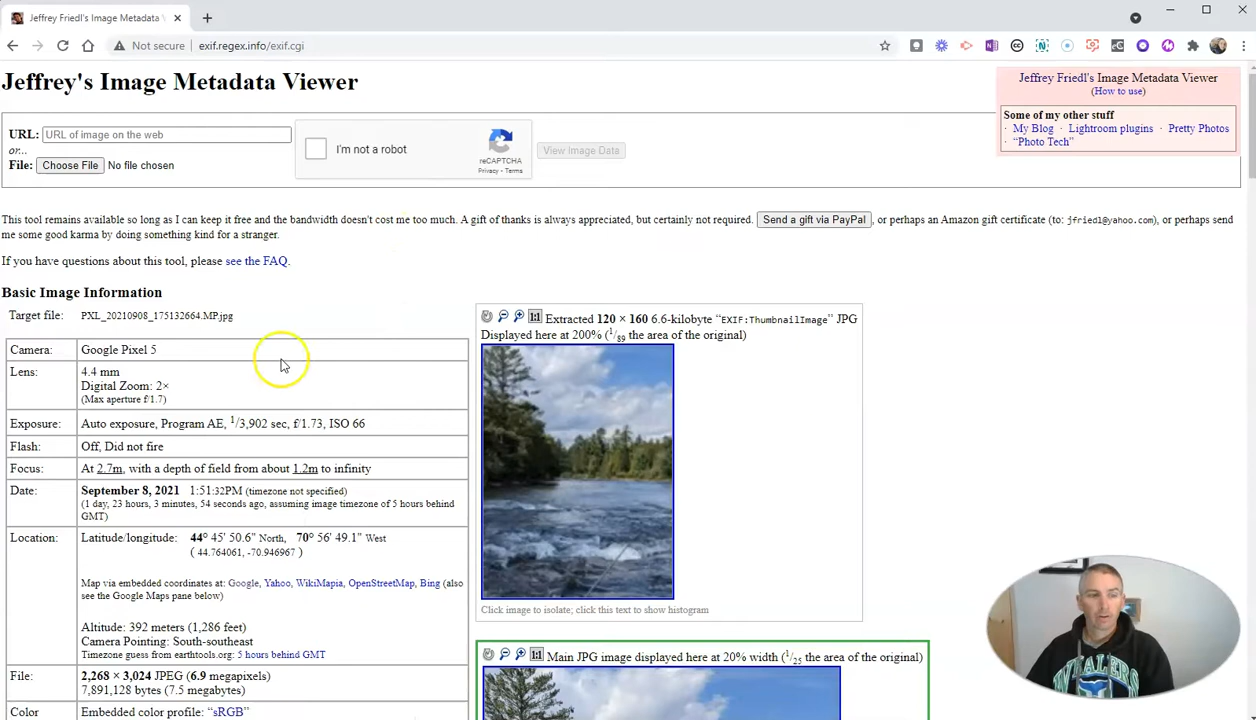 Jeffrey Friedl's Image Metadata V
Not secure
exif.regex.info/exif.cgi
Jeffrey's Image Metadata Viewer
Jeffrey Friedl's Image Metadata Viewer
(How to use)
Some of my other stuff
· My Blog · Lightroom plugins · Pretty Photos
· “Photo Tech”
URL: URL of image on the web
or...
File: Choose File No file chosen
I'm not a robot
reCAPTCHA
Privacy - Terms
View Image Data
This tool remains available so long as I can keep it free and the bandwidth doesn't cost me too much. A gift of thanks is always appreciated, but certainly not required. Send a gift via PayPal, or perhaps an Amazon gift certificate (to: jfriedl@yahoo.com), or perhaps send
me some good karma by doing something kind for a stranger.
If you have questions about this tool, please see the FAQ.
Basic Image Information
Target file: PXL_20210908_175132664.MP.jpg
Camera: Google Pixel 5
Lens: 4.4 mm
Digital Zoom: 2×
(Max aperture f/1.7)
Exposure: Auto exposure, Program AE, 1/3,902 sec, f/1.73, ISO 66
Flash: Off, Did not fire
Focus: At 2.7m, with a depth of field from about 1.2m to infinity
Date: September 8, 2021 1:51:32PM (timezone not specified)
(1 day, 23 hours, 3 minutes, 54 seconds ago, assuming image timezone of 5 hours behind
GMT)
Location: Latitude/longitude: 44° 45' 50.6" North, 70° 56' 49.1" West
( 44.764061, -70.946967 )
Map via embedded coordinates at: Google, Yahoo, WikiMapia, OpenStreetMap, Bing (also
see the Google Maps pane below)
Altitude: 392 meters (1,286 feet)
Camera Pointing: South-southeast
Timezone guess from earthtools.org: 5 hours behind GMT
File: 2,268 × 3,024 JPEG (6.9 megapixels)
7,891,128 bytes (7.5 megabytes)
Color Embedded color profile: “sRGB”
1:1 Extracted 120 × 160 6.6-kilobyte “EXIF:ThumbnailImage” JPG
Displayed here at 200% (1/89 the area of the original)
Click image to isolate; click this text to show histogram
1:1 Main JPG image displayed here at 20% width (1/25 the area of the original)
WHALERS